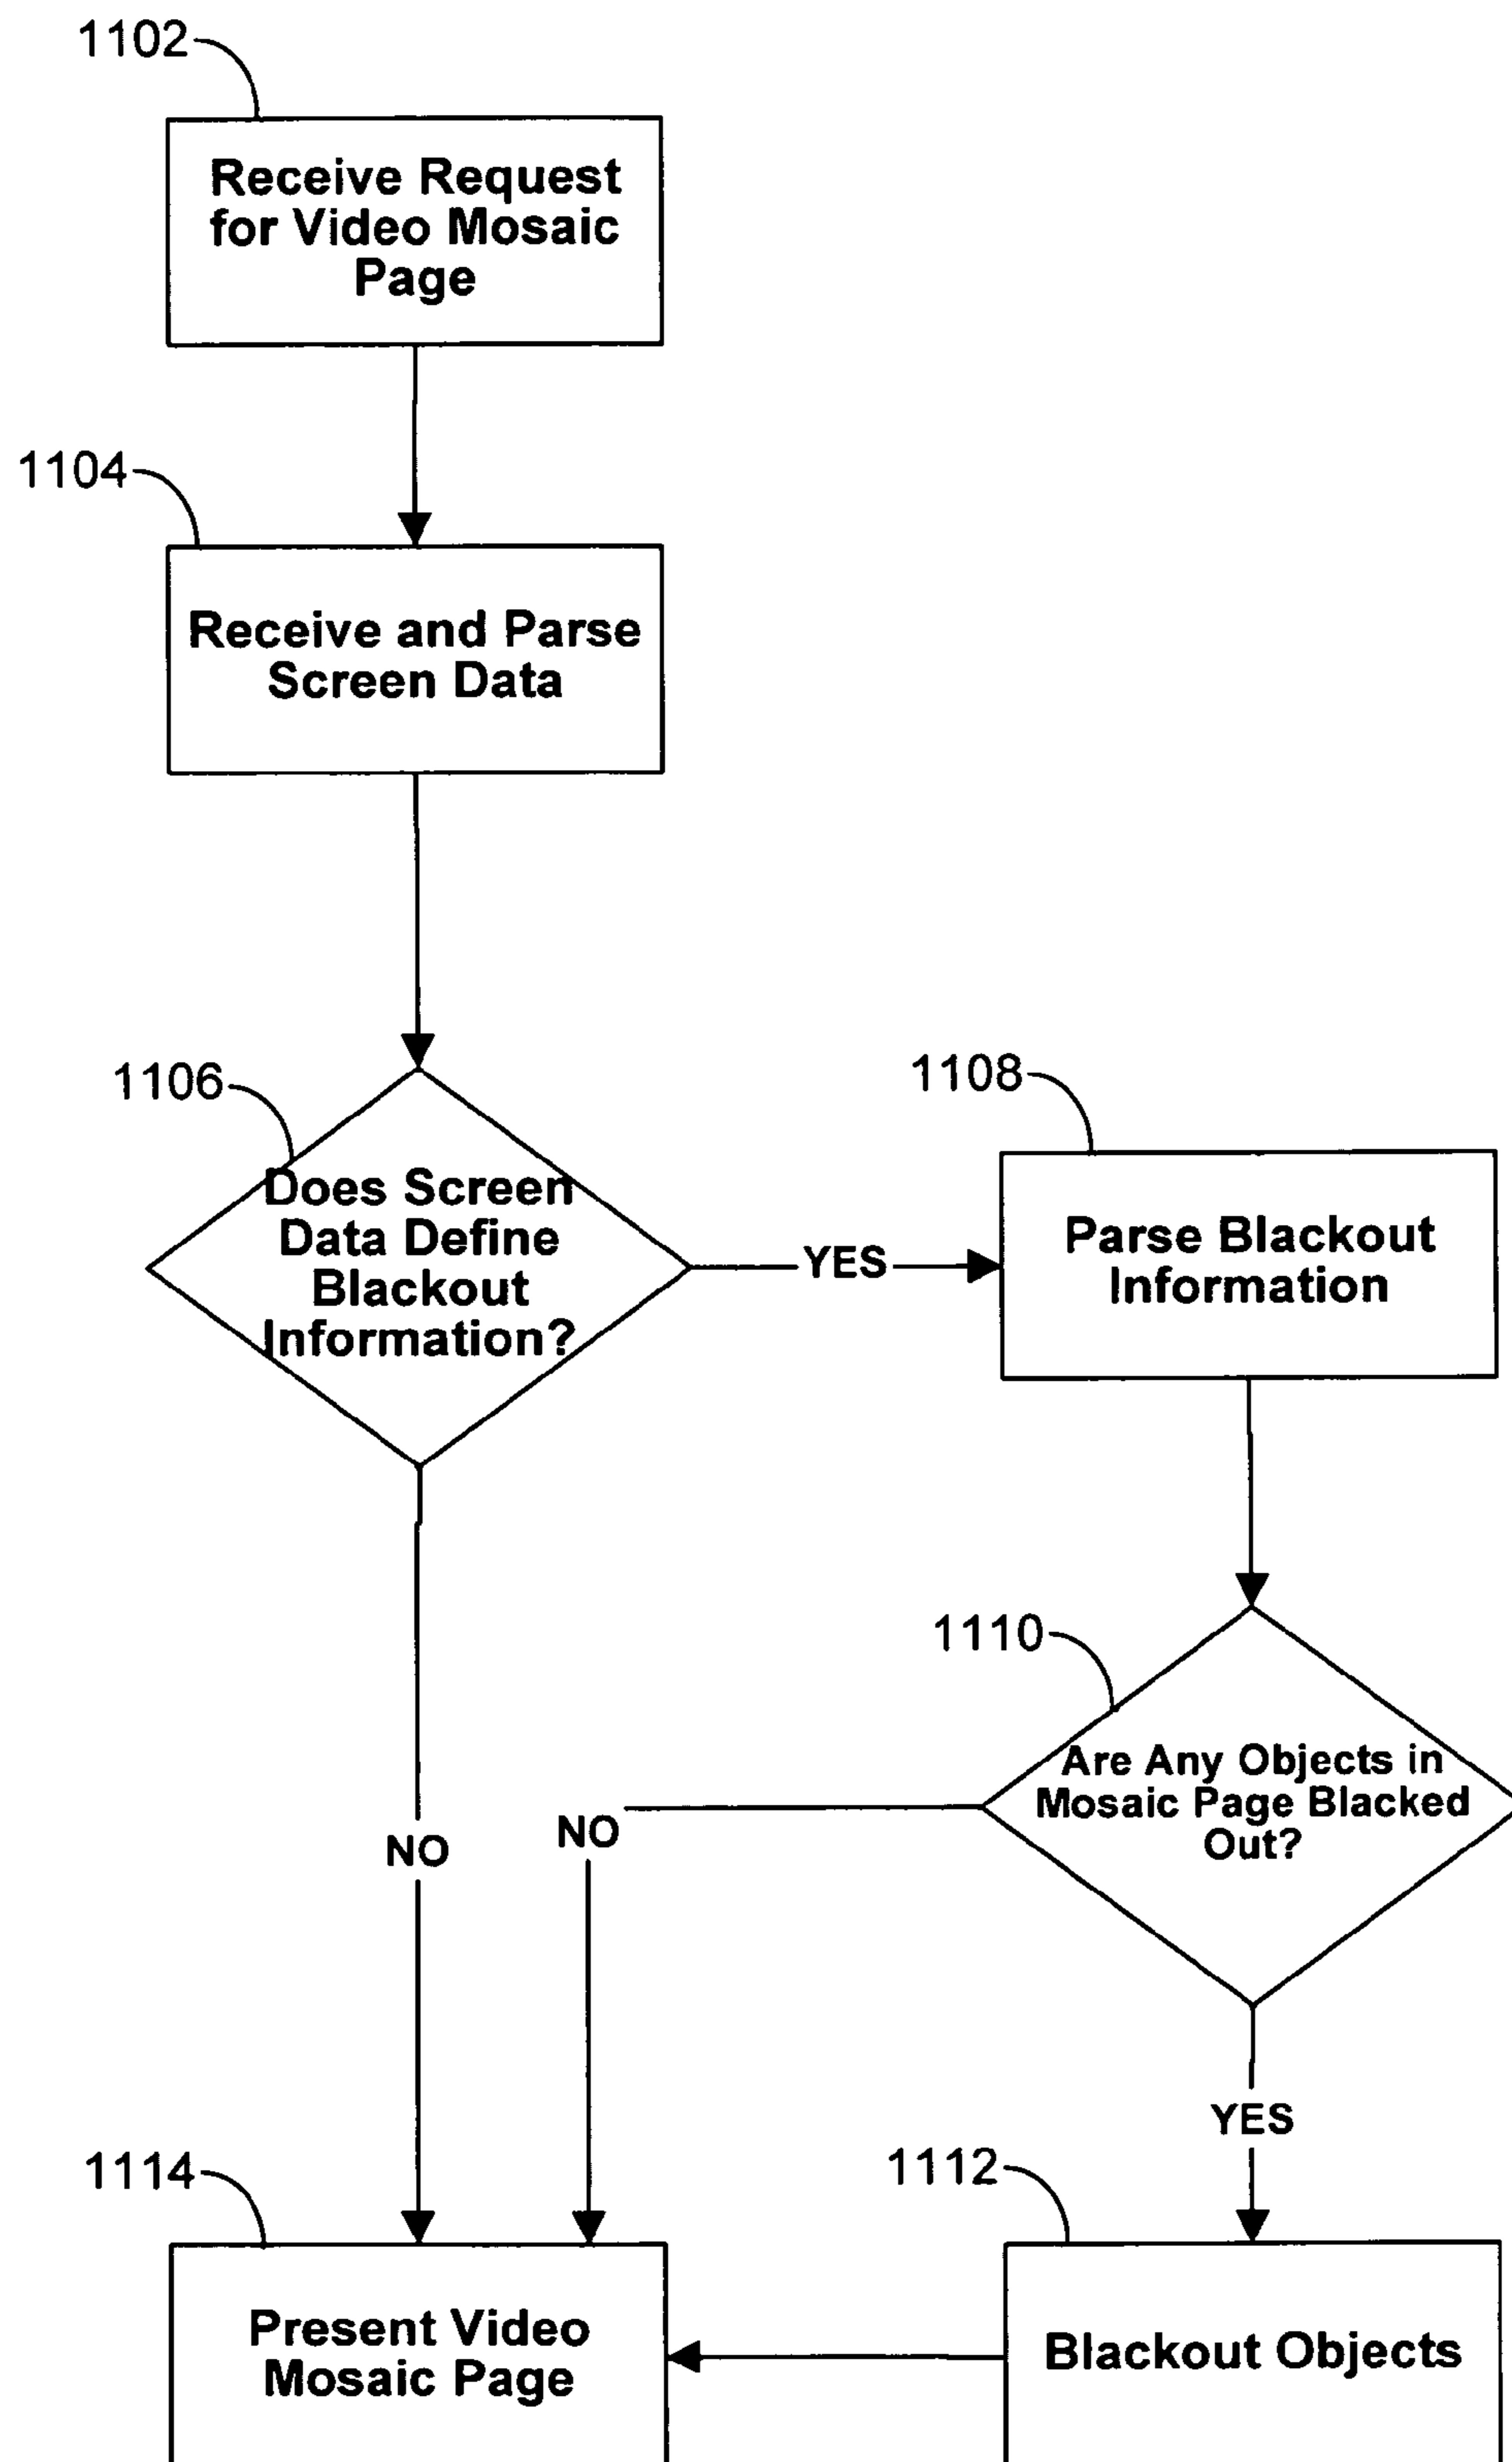 1102
Receive Request
for Video Mosaic
Page
1104
Receive and Parse
Screen Data
1106
Does Screen
Data Define
Blackout
Information?
YES
1108
Parse Blackout
Information
1110
Are Any Objects in
Mosaic Page Blacked
Out?
NO
NO
YES
1114
Present Video
Mosaic Page
1112
Blackout Objects